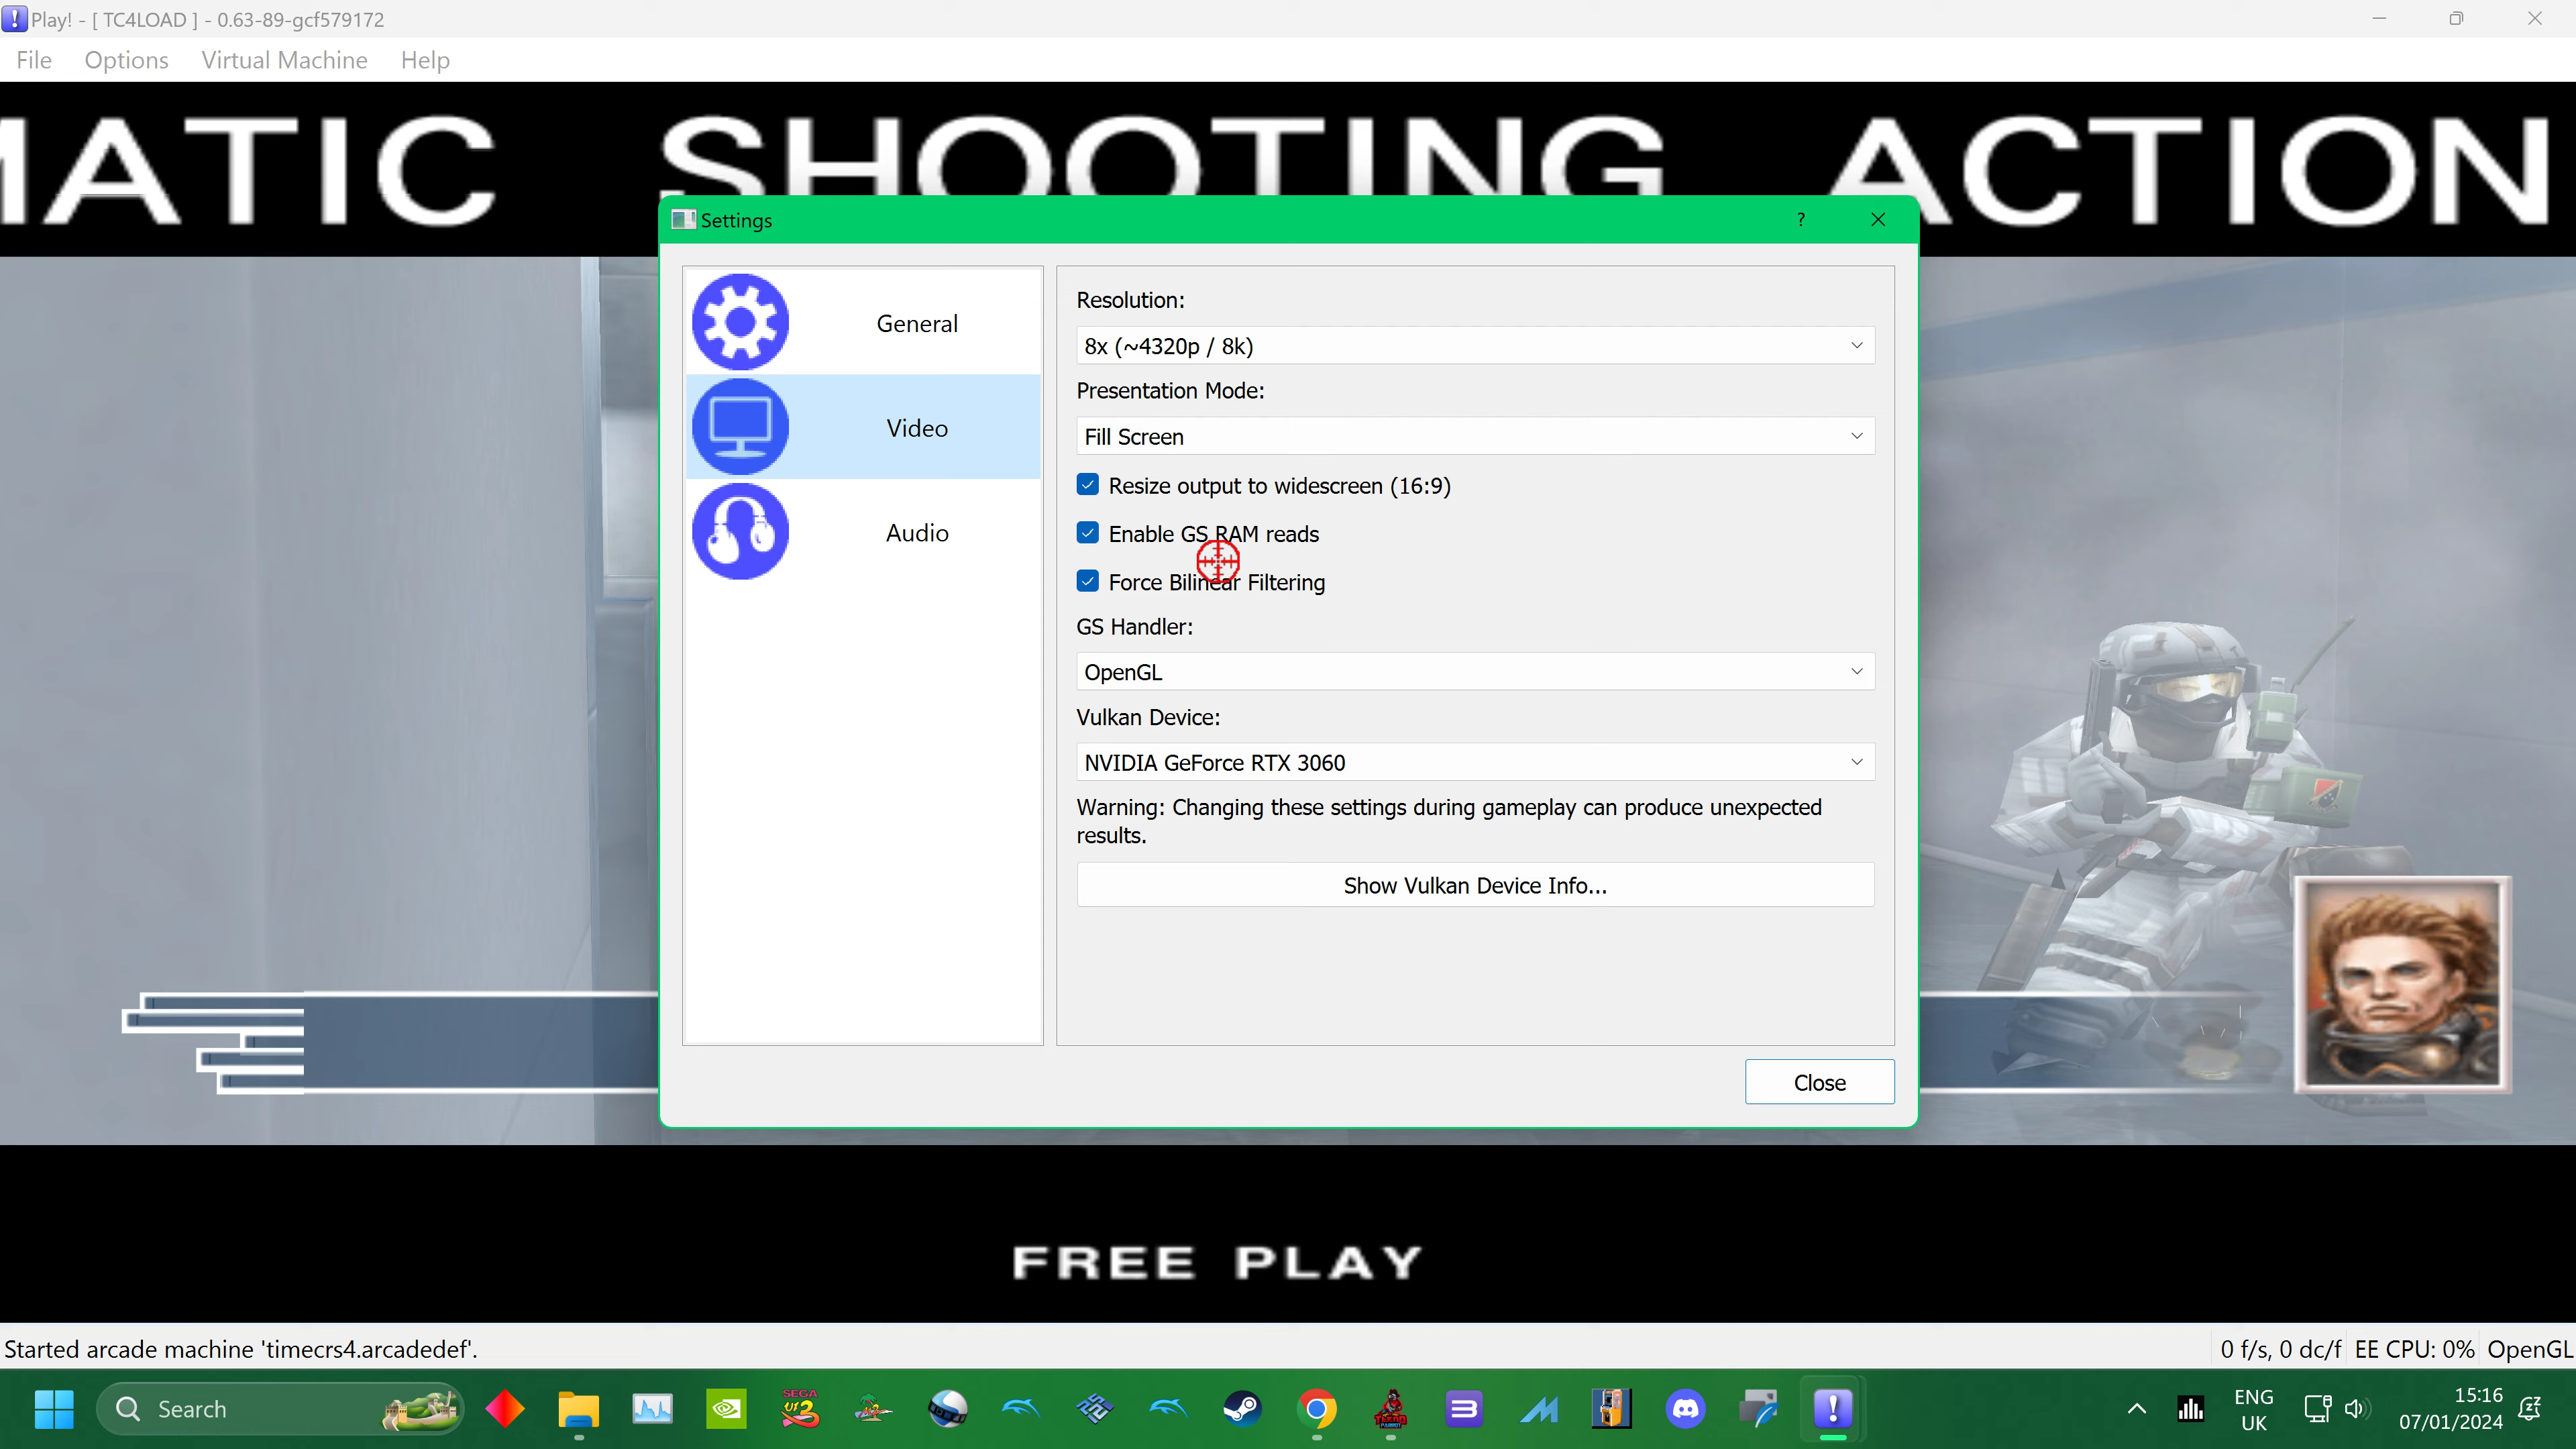 Play! - [ TC4LOAD ] - 0.63-89-gcf579172
File Options Virtual Machine Help
MATIC SHOOTING ACTION
Settings
?
General
Video
Audio
Resolution:
8x (~4320p / 8k)
Presentation Mode:
Fill Screen
Resize output to widescreen (16:9)
Enable GS RAM reads
Force Bilinear Filtering
GS Handler:
OpenGL
Vulkan Device:
NVIDIA GeForce RTX 3060
Warning: Changing these settings during gameplay can produce unexpected
results.
Show Vulkan Device Info...
Close
FREE PLAY
Started arcade machine 'timecrs4.arcadedef'.
0 f/s, 0 dc/f EE CPU: 0% OpenGL
Search
SEGA
ENG
UK
15:16
07/01/2024